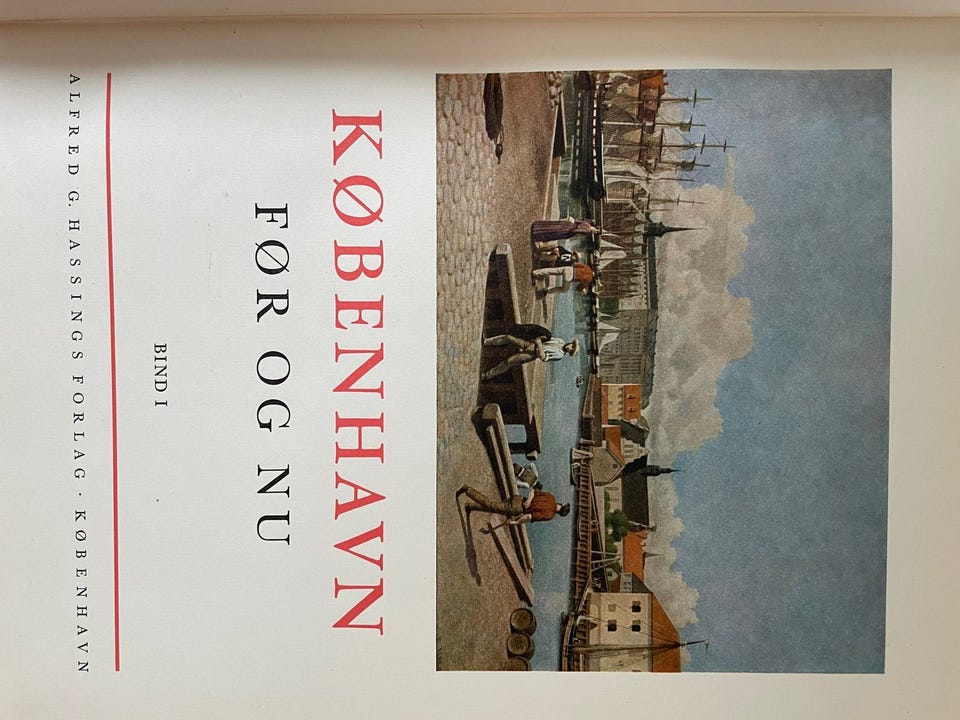 KØBENHAVN
FØR OG NU
BIND I
ALFRED G. HASSINGS FORLAG · KØBENHAVN